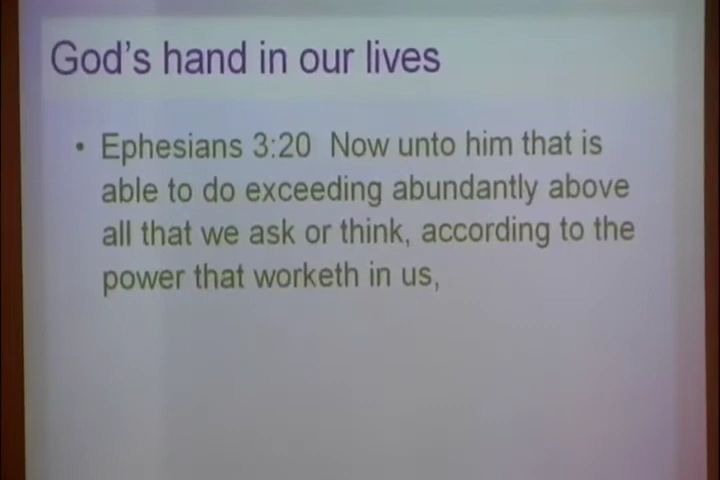 God's hand in our lives
• Ephesians 3:20 Now unto him that is
able to do exceeding abundantly above
all that we ask or think, according to the
power that worketh in us,